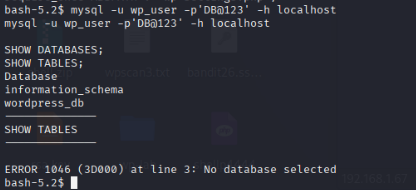 bash-5.2$ mysql -u wp_user -p'DB@123' -h localhost
mysql -u wp_user -p'DB@123' -h localhost

SHOW DATABASES;
SHOW TABLES;
Database
information_schema
wordpress_db
--------------
SHOW TABLES
--------------

ERROR 1046 (3D000) at line 3: No database selected
bash-5.2$